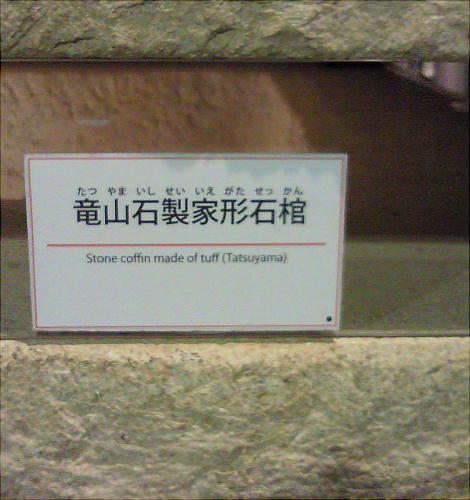 たつ やま いし せい いえ がた せっ かん
竜山石製家形石棺
Stone coffin made of tuff (Tatsuyama)